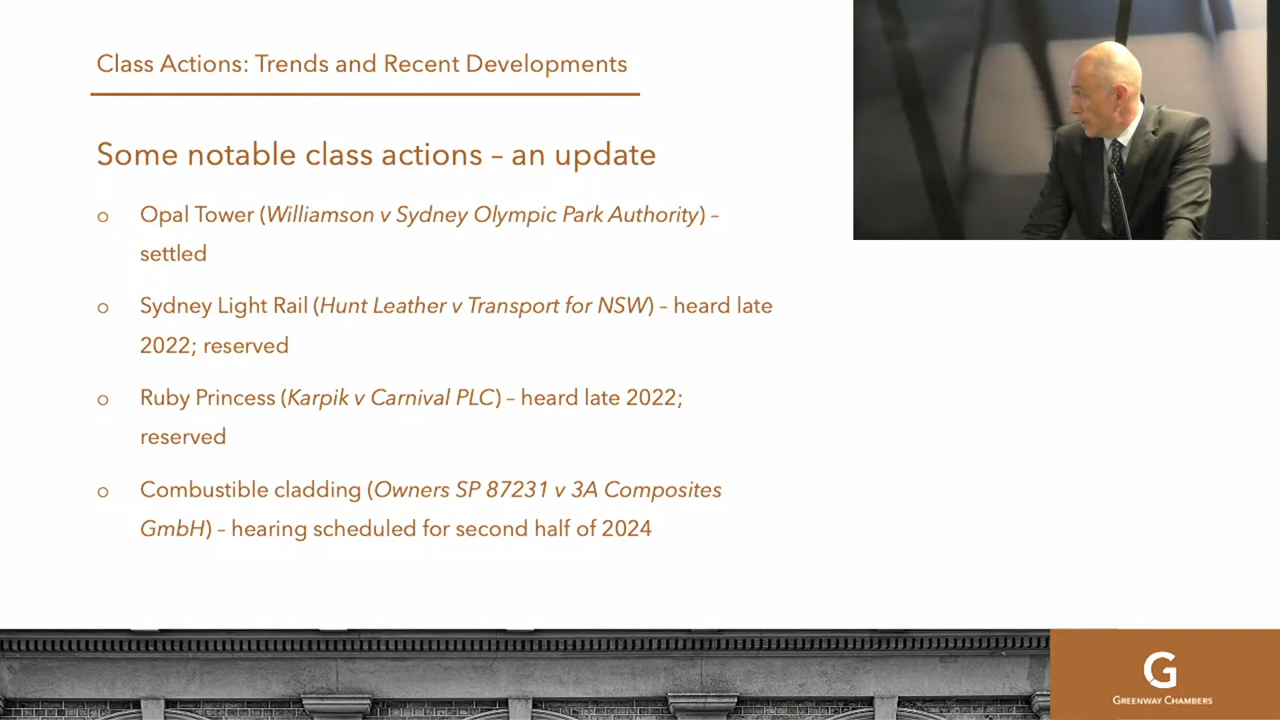 Class Actions: Trends and Recent Developments
Some notable class actions – an update
o Opal Tower (Williamson v Sydney Olympic Park Authority) –
settled
o Sydney Light Rail (Hunt Leather v Transport for NSW) – heard late
2022; reserved
o Ruby Princess (Karpik v Carnival PLC) – heard late 2022;
reserved
o Combustible cladding (Owners SP 87231 v 3A Composites
GmbH) – hearing scheduled for second half of 2024
G
GREENWAY CHAMBERS